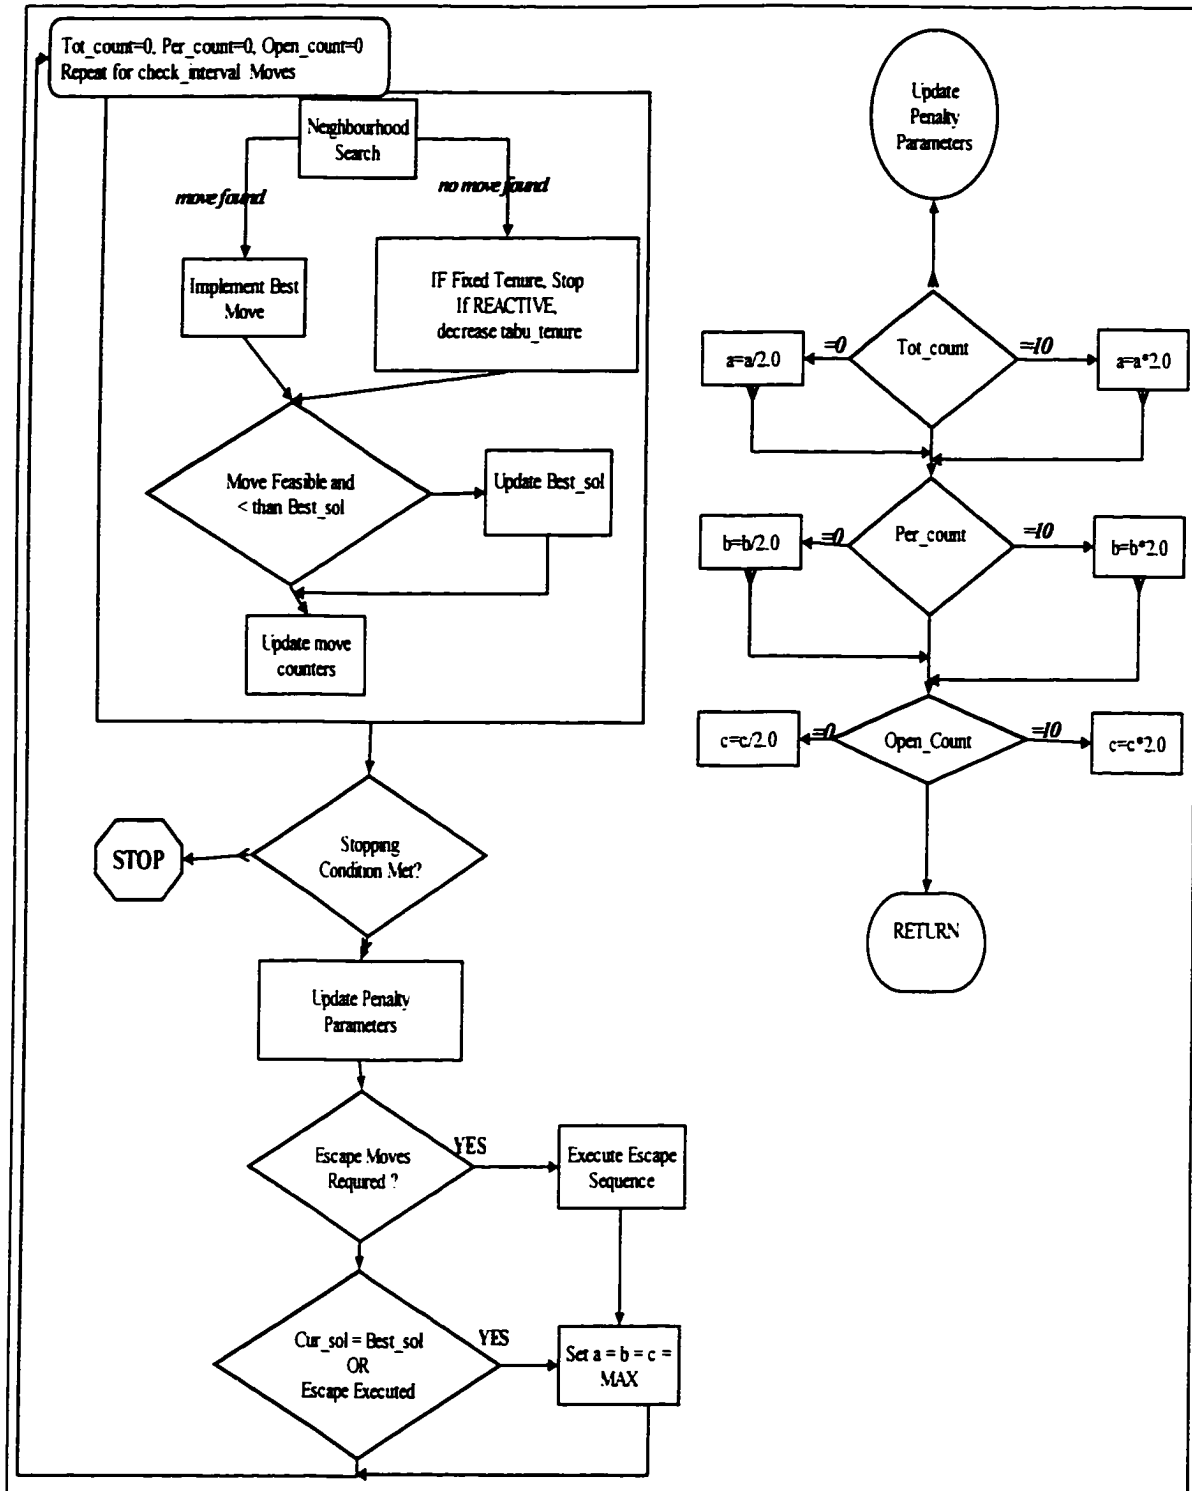 Tot_count=0, Per_count=0, Open_count=0
Repeat for check_interval Moves
Neighbourhood
Search
move found
no move found
Implement Best
Move
IF Fixed Tenure, Stop
If REACTIVE,
decrease tabu_tenure
Move Feasible and
< than Best_sol
Update Best_sol
Update move
counters
Stopping
Condition Met?
STOP
Update Penalty
Parameters
Escape Moves
Required ?
YES
Execute Escape
Sequence
Cur_sol = Best_sol
OR
Escape Executed
YES
Set a = b = c =
MAX
Update
Penalty
Parameters
Tot_count
=0
=10
a=a/2.0
a=a*2.0
Per_count
=0
=10
b=b/2.0
b=b*2.0
Open_Count
=0
=10
c=c/2.0
c=c*2.0
RETURN